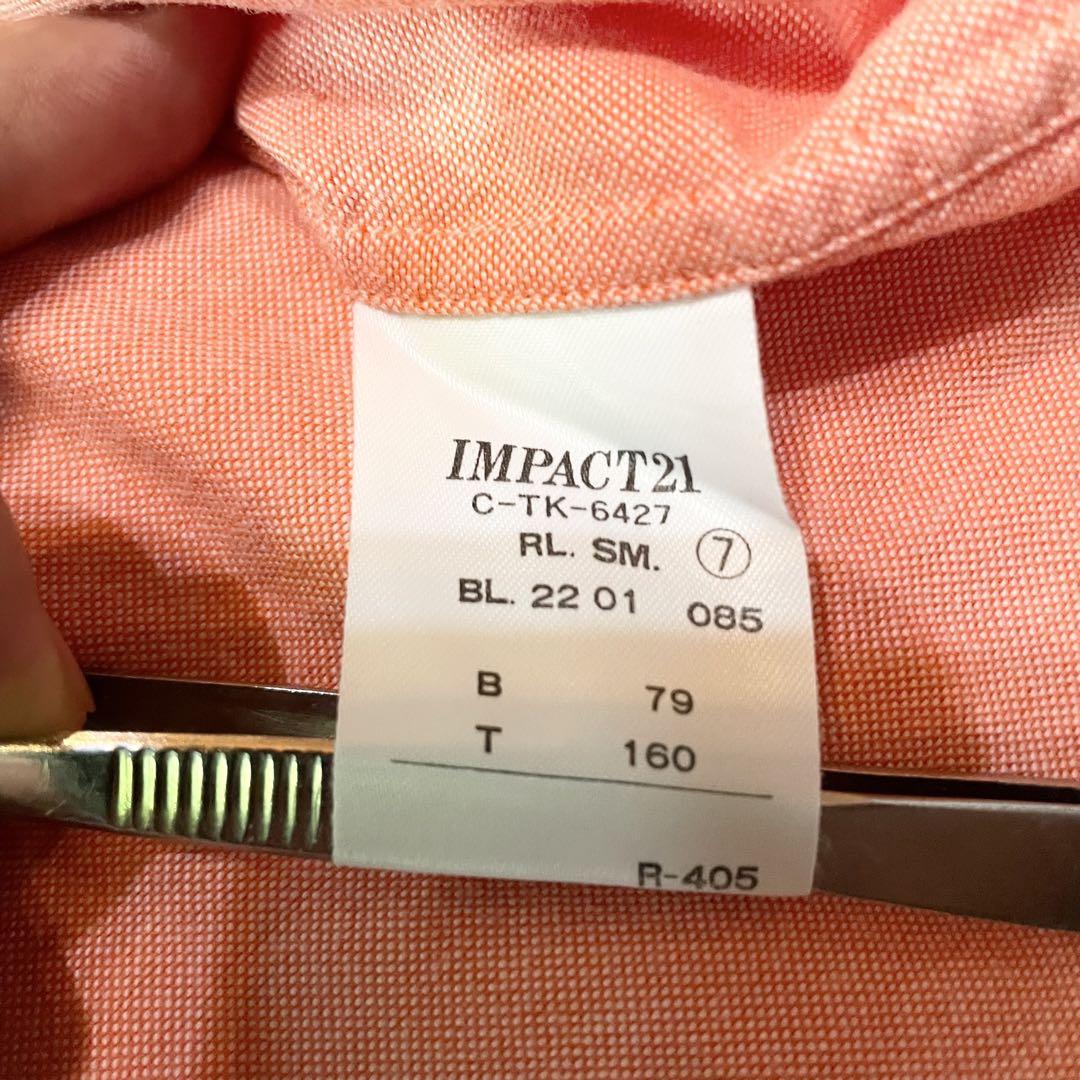 IMPACT21
C-TK-6427
RL. SM. ⑦
BL. 22 01 085
B 79
T 160
R-405